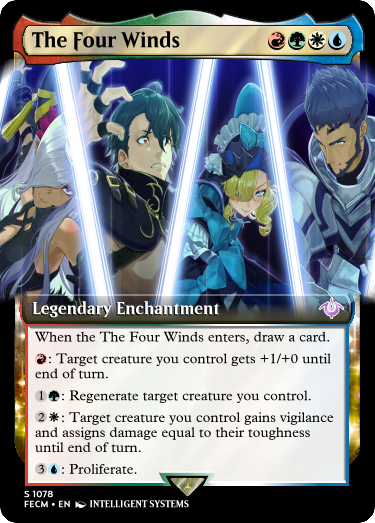 The Four Winds
Legendary Enchantment
When the The Four Winds enters, draw a card.
: Target creature you control gets +1/+0 until
end of turn.
1 : Regenerate target creature you control.
2 : Target creature you control gains vigilance
and assigns damage equal to their toughness
until end of turn.
3 : Proliferate.
S 1078
FECM • EN INTELLIGENT SYSTEMS